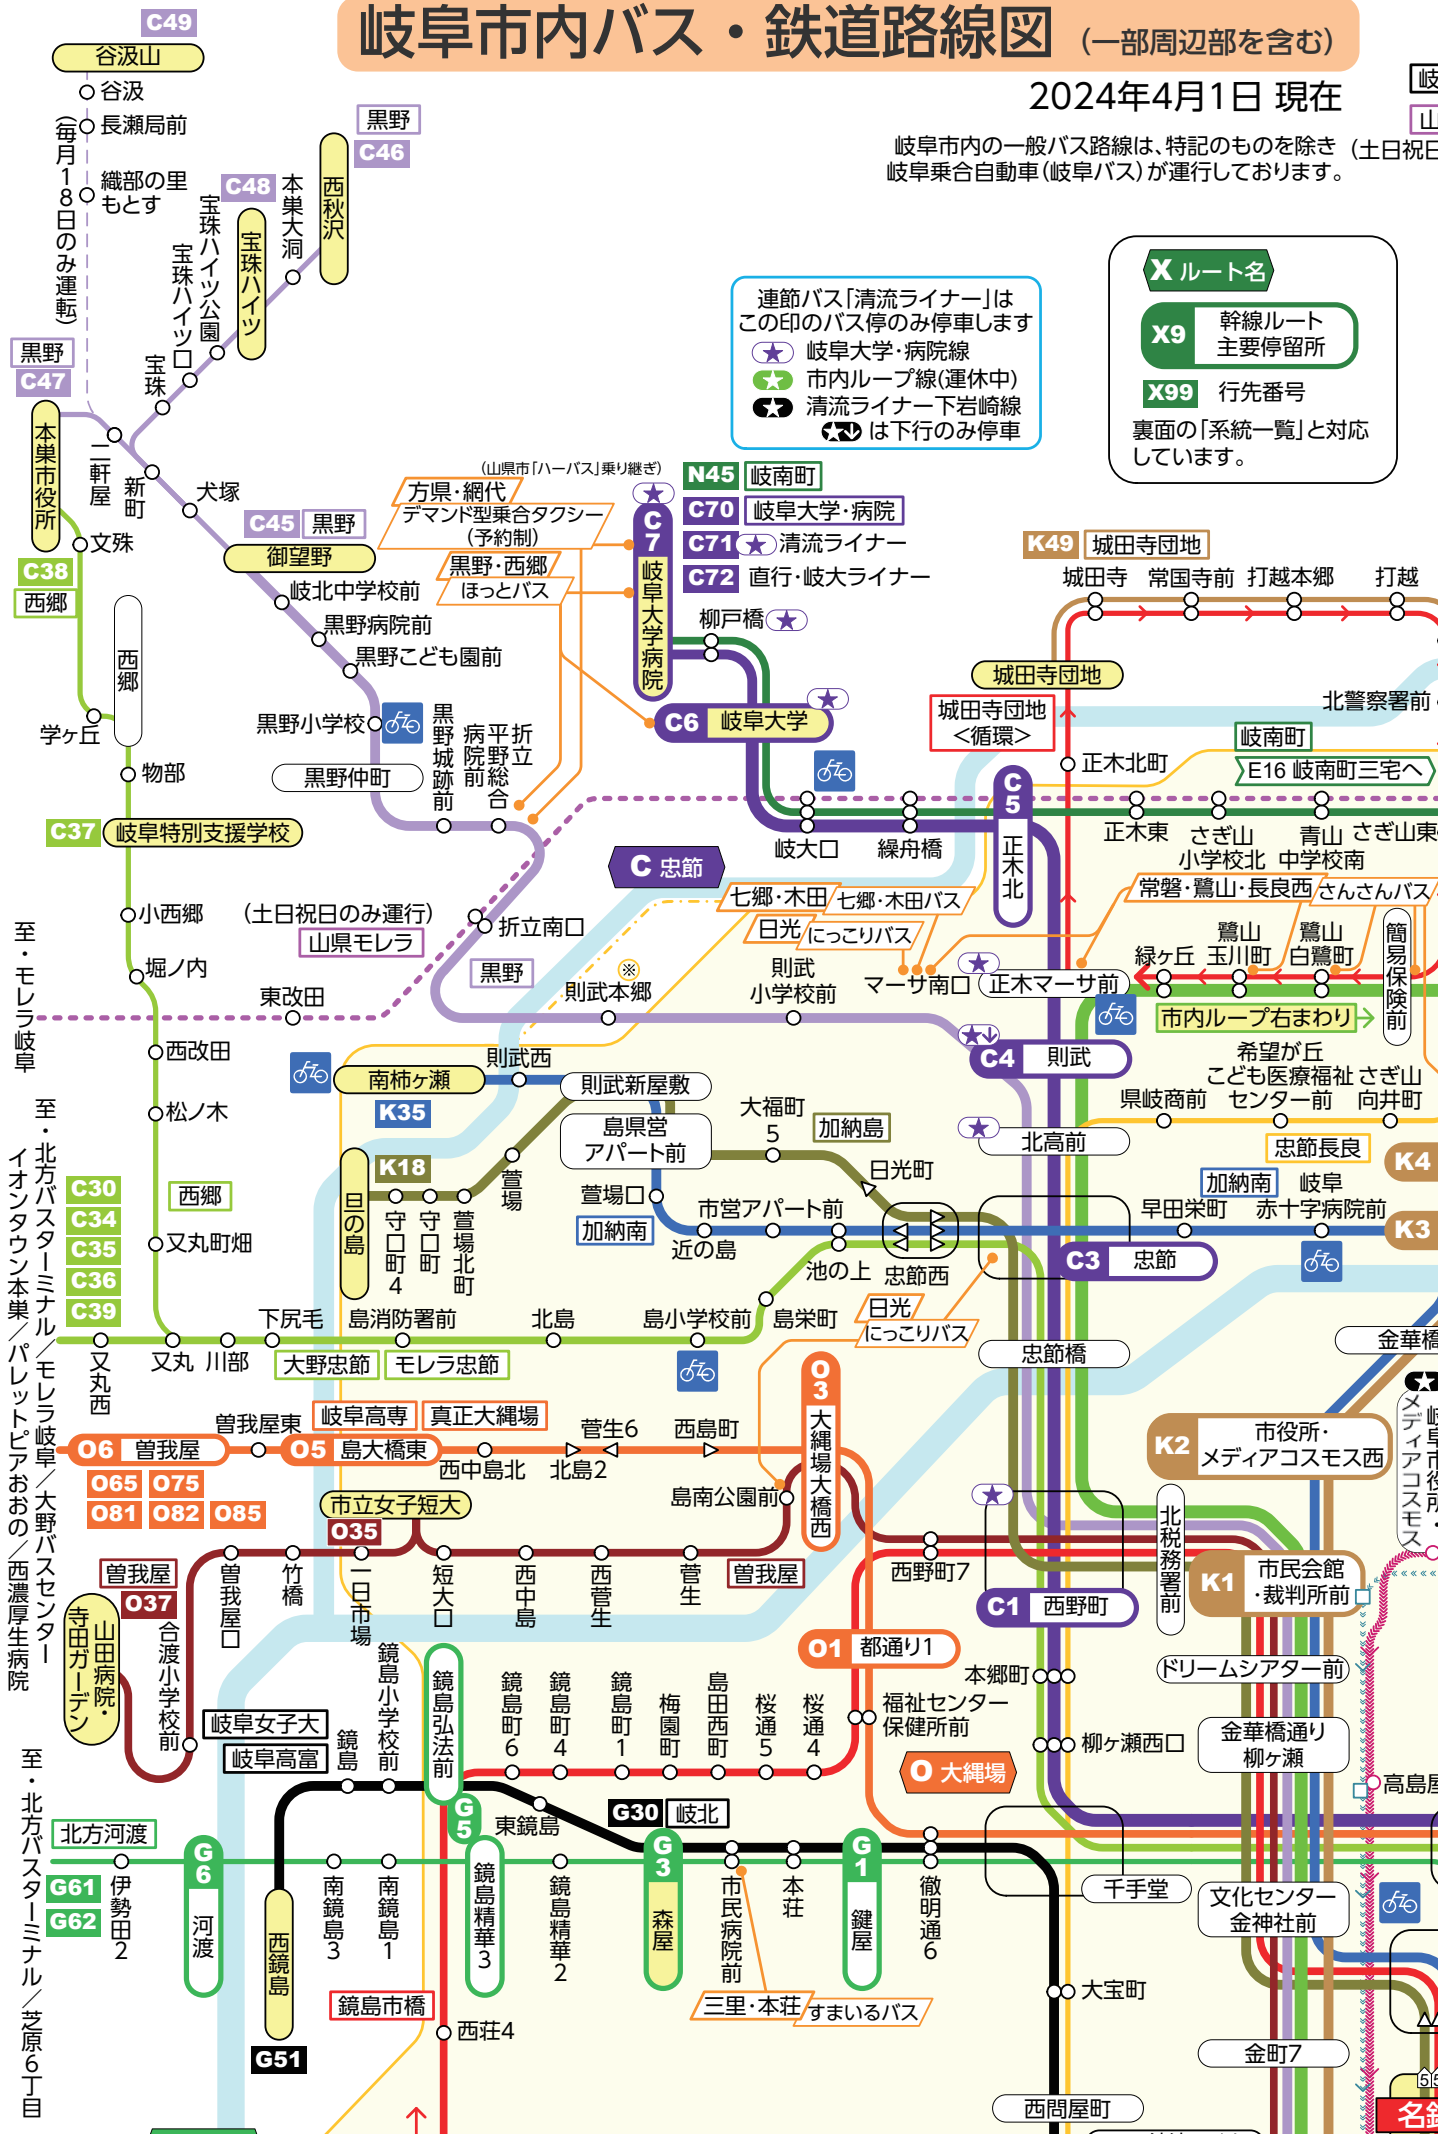 岐阜市内バス・鉄道路線図 (一部周辺部を含む)
2024年4月1日 現在
岐阜市内の一般バス路線は、特記のものを除き
岐阜乗合自動車(岐阜バス)が運行しております。
(土日祝日
岐
山
X ルート名
X9 幹線ルート
主要停留所
X99 行先番号
裏面の「系統一覧」と対応
しています。
連節バス「清流ライナー」は
この印のバス停のみ停車します
★ 岐阜大学・病院線
★ 市内ループ線(運休中)
★ 清流ライナー下岩崎線
★↓ は下行のみ停車
C49
谷汲山
谷汲
長瀬局前
織部の里
もとす
(毎月18日のみ運転)
黒野
C46
西秋沢
本巣大洞
C48
宝珠ハイツ
宝珠ハイツ公園
宝珠ハイツ口
宝珠
黒野
C47
本巣市役所
二軒屋
新町
犬塚
C45 黒野
御望野
岐北中学校前
黒野病院前
黒野こども園前
黒野小学校
黒野仲町
黒野城跡前
平野総合
病院前
折立
文殊
C38
西郷
西郷
学ヶ丘
物部
C37 岐阜特別支援学校
小西郷
堀ノ内
西改田
松ノ木
又丸町畑
(土日祝日のみ運行)
山県モレラ
東改田
折立南口
黒野
至・モレラ岐阜
(山県市「ハーバス」乗り継ぎ)
方県・網代
デマンド型乗合タクシー
(予約制)
黒野・西郷
ほっとバス
★
C7 岐阜大学病院
N45 岐南町
C70 岐阜大学・病院
C71 ★ 清流ライナー
C72 直行・岐大ライナー
柳戸橋 ★
★
C6 岐阜大学
岐大口
繰舟橋
C 忠節
C5 正木北
K49 城田寺団地
城田寺 常国寺前 打越本郷 打越
城田寺団地
城田寺団地
<循環>
北警察署前
岐南町
E16 岐南町三宅へ
正木北町
正木東
さぎ山
小学校北
青山
中学校南
さぎ山東
七郷・木田 七郷・木田バス
日光 にっこりバス
常磐・鷺山・長良西 さんさんバス
則武
小学校前
マーサ南口
★
正木マーサ前
緑ヶ丘
鷺山
玉川町
鷺山
白鷺町
簡易保険前
市内ループ右まわり→
※
則武本郷
★↓
C4 則武
南柿ヶ瀬
則武西
K35
則武新屋敷
島県営
アパート前
大福町
5
加納島
★
北高前
県岐商前
希望が丘
こども医療福祉
センター前
さぎ山
向井町
忠節長良
K4
旦の島
K18
守口町4
守口町
萱場北町
萱場
萱場口
加納南
近の島
市営アパート前
日光町
池の上
忠節西
加納南
早田栄町
岐阜
赤十字病院前
K3
C3 忠節
日光
にっこりバス
忠節橋
金華橋
C30
C34
C35
C36
C39
西郷
至・北方バスターミナル/モレラ岐阜/大野バスセンター
イオンタウン本巣/パレットピアおおの/西濃厚生病院
又丸西
又丸
川部
下尻毛
島消防署前
北島
島小学校前
島栄町
大野忠節
モレラ忠節
O6 曽我屋
曽我屋東
岐阜高専
真正大縄場
O5 島大橋東
西中島北
菅生6
北島2
西島町
O3 大縄場大橋西
O65 O75
O81 O82 O85
市立女子短大
O35
島南公園前
曽我屋
O37
山田病院・
寺田ガーデン
合渡小学校前
曽我屋口
竹橋
一日市場
短大口
西中島
西菅生
菅生
曽我屋
西野町7
★
C1 西野町
K2 市役所・
メディアコスモス西
★
岐阜市役所・
メディアコスモス
北税務署前
K1 市民会館
・裁判所前
O1 都通り1
本郷町
福祉センター
保健所前
柳ヶ瀬西口
ドリームシアター前
金華橋通り
柳ヶ瀬
高島屋
O 大縄場
岐阜女子大
岐阜高富
鏡島
鏡島小学校前
鏡島弘法前
鏡島町6
鏡島町4
鏡島町1
梅園町
島田西町
桜通5
桜通4
G5 鏡島精華3
東鏡島
G30 岐北
至・北方バスターミナル/芝原6丁目
北方河渡
G61
G62
伊勢田2
G6 河渡
西鏡島
G51
南鏡島3
南鏡島1
鏡島精華2
G3 森屋
市民病院前
本荘
G1 鍵屋
徹明通6
千手堂
文化センター
金神社前
鏡島市橋
西荘4
三里・本荘 すまいるバス
大宝町
金町7
西問屋町
5 5
名鉄